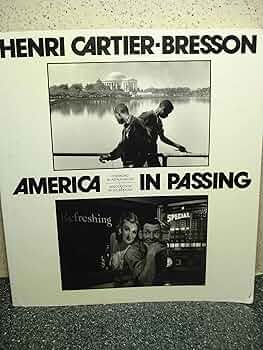 HENRI CARTIER-BRESSON
AMERICA IN PASSING
Refreshing
SPECIAL